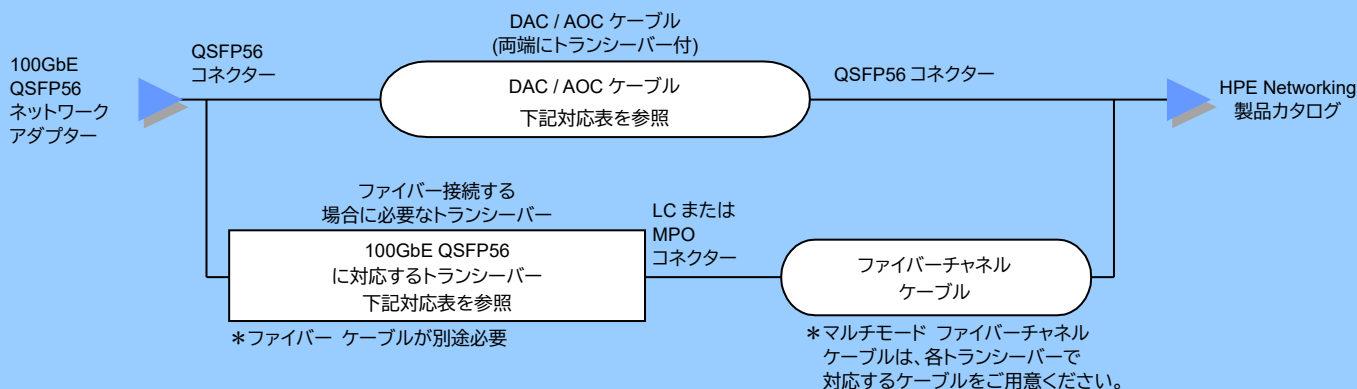 100GbE
QSFP56
ネットワーク
アダプター
QSFP56
コネクター
DAC / AOC ケーブル
(両端にトランシーバー付)
DAC / AOC ケーブル
下記対応表を参照
QSFP56 コネクター
HPE Networking
製品カタログ
ファイバー接続する
場合に必要なトランシーバー
100GbE QSFP56
に対応するトランシーバー
下記対応表を参照
＊ファイバー ケーブルが別途必要
LC または
MPO
コネクター
ファイバーチャネル
ケーブル
＊マルチモード ファイバーチャネル
ケーブルは、各トランシーバーで
対応するケーブルをご用意ください。